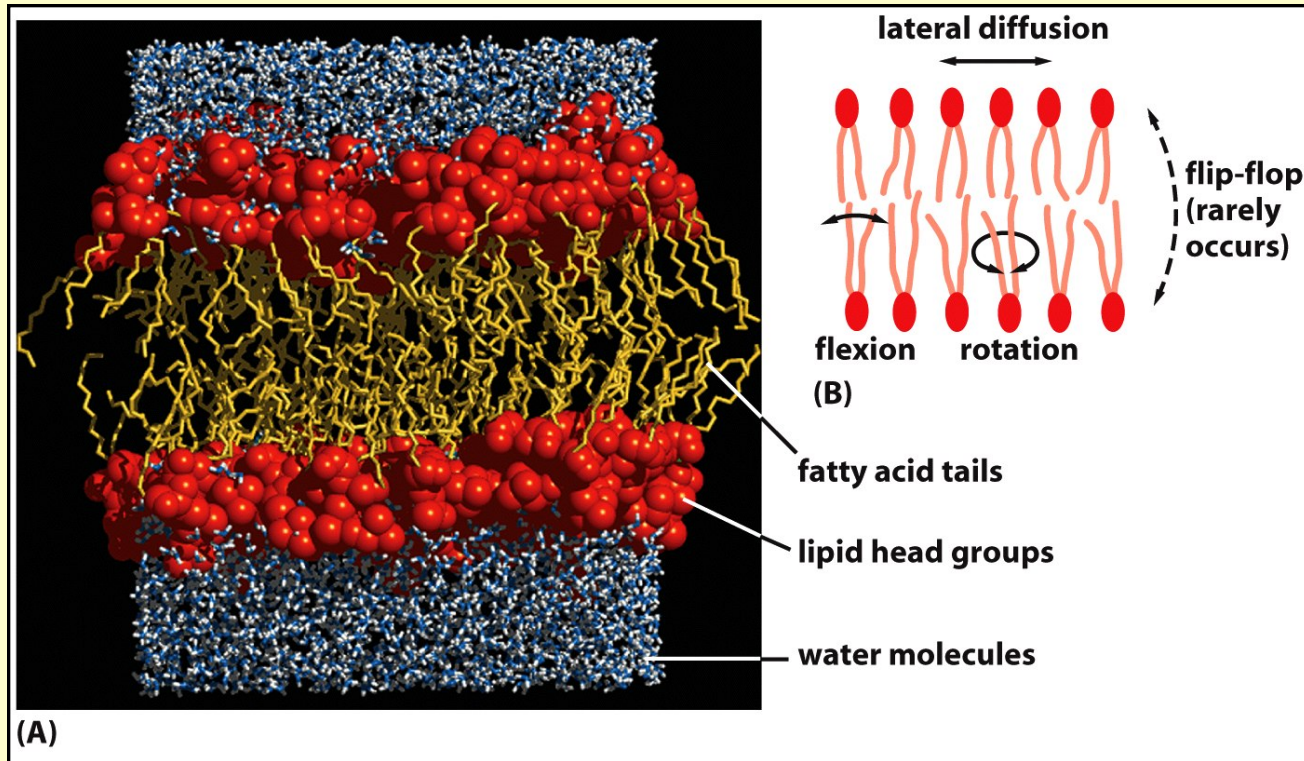 lateral diffusion
flip-flop
(rarely
occurs)
flexion
rotation
(B)
fatty acid tails
lipid head groups
water molecules
(A)